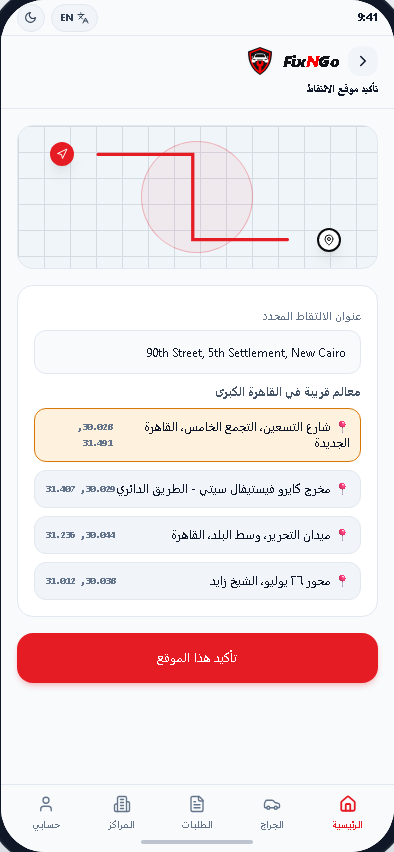 9:41
EN
FixNGo
تأكيد موقع الالتقاط
عنوان الالتقاط المحدد
90th Street, 5th Settlement, New Cairo
معالم قريبة في القاهرة الكبرى
📍 شارع التسعين، التجمع الخامس، القاهرة
الجديدة
30.028,
31.491
📍 مخرج كايرو فيستيفال سيتي - الطريق الدائري
30.029, 31.407
📍 ميدان التحرير، وسط البلد، القاهرة
30.044, 31.236
📍 محور ٢٦ يوليو، الشيخ زايد
30.038, 31.012
تأكيد هذا الموقع
الرئيسية
الجراج
الطلبات
المراكز
حسابي